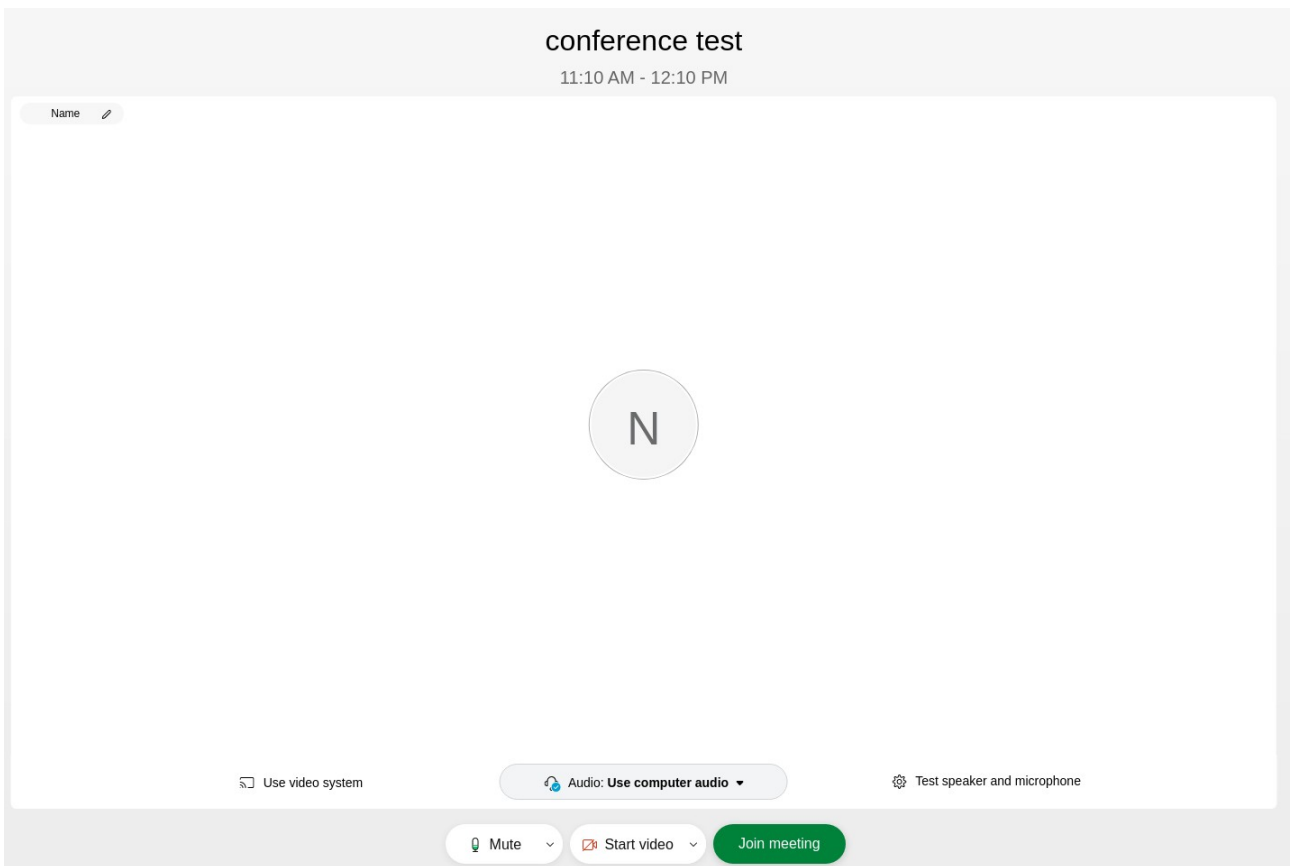 conference test
11:10 AM - 12:10 PM
Name
N
Use video system
Audio: Use computer audio
Test speaker and microphone
Mute
Start video
Join meeting